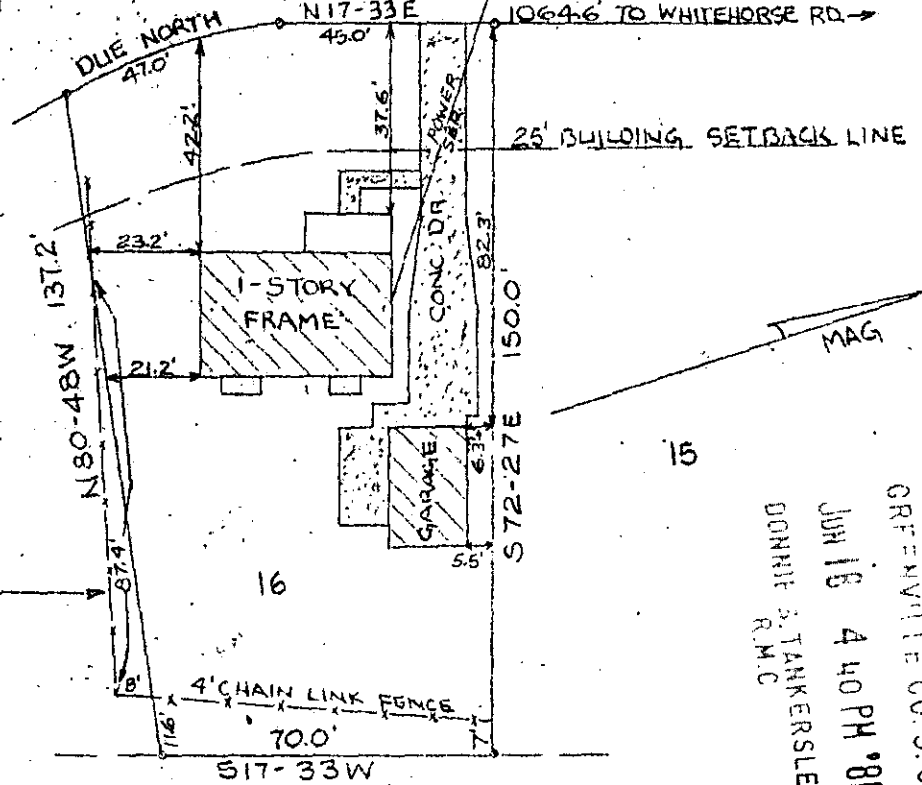 N17-33E
1064.6' TO WHITEHORSE RD.
DUE NORTH
45.0'
47.0'
42.2'
37.6'
POWER
SER.
25' BUILDING SETBACK LINE
23.2'
82.3'
1-STORY
FRAME
CONC DR
N80-48W 137.2'
S72-27E 150.0'
MAG
21.2'
15
6.3'
GARAGE
5.5'
87.4'
16
8'
4' CHAIN LINK FENCE
11.6'
70.0'
7'
S17-33W
GREENVILLE CO. S.
JUN 16 4 40 PM '8
DONNIE S. TANKERSLE
R.M.C